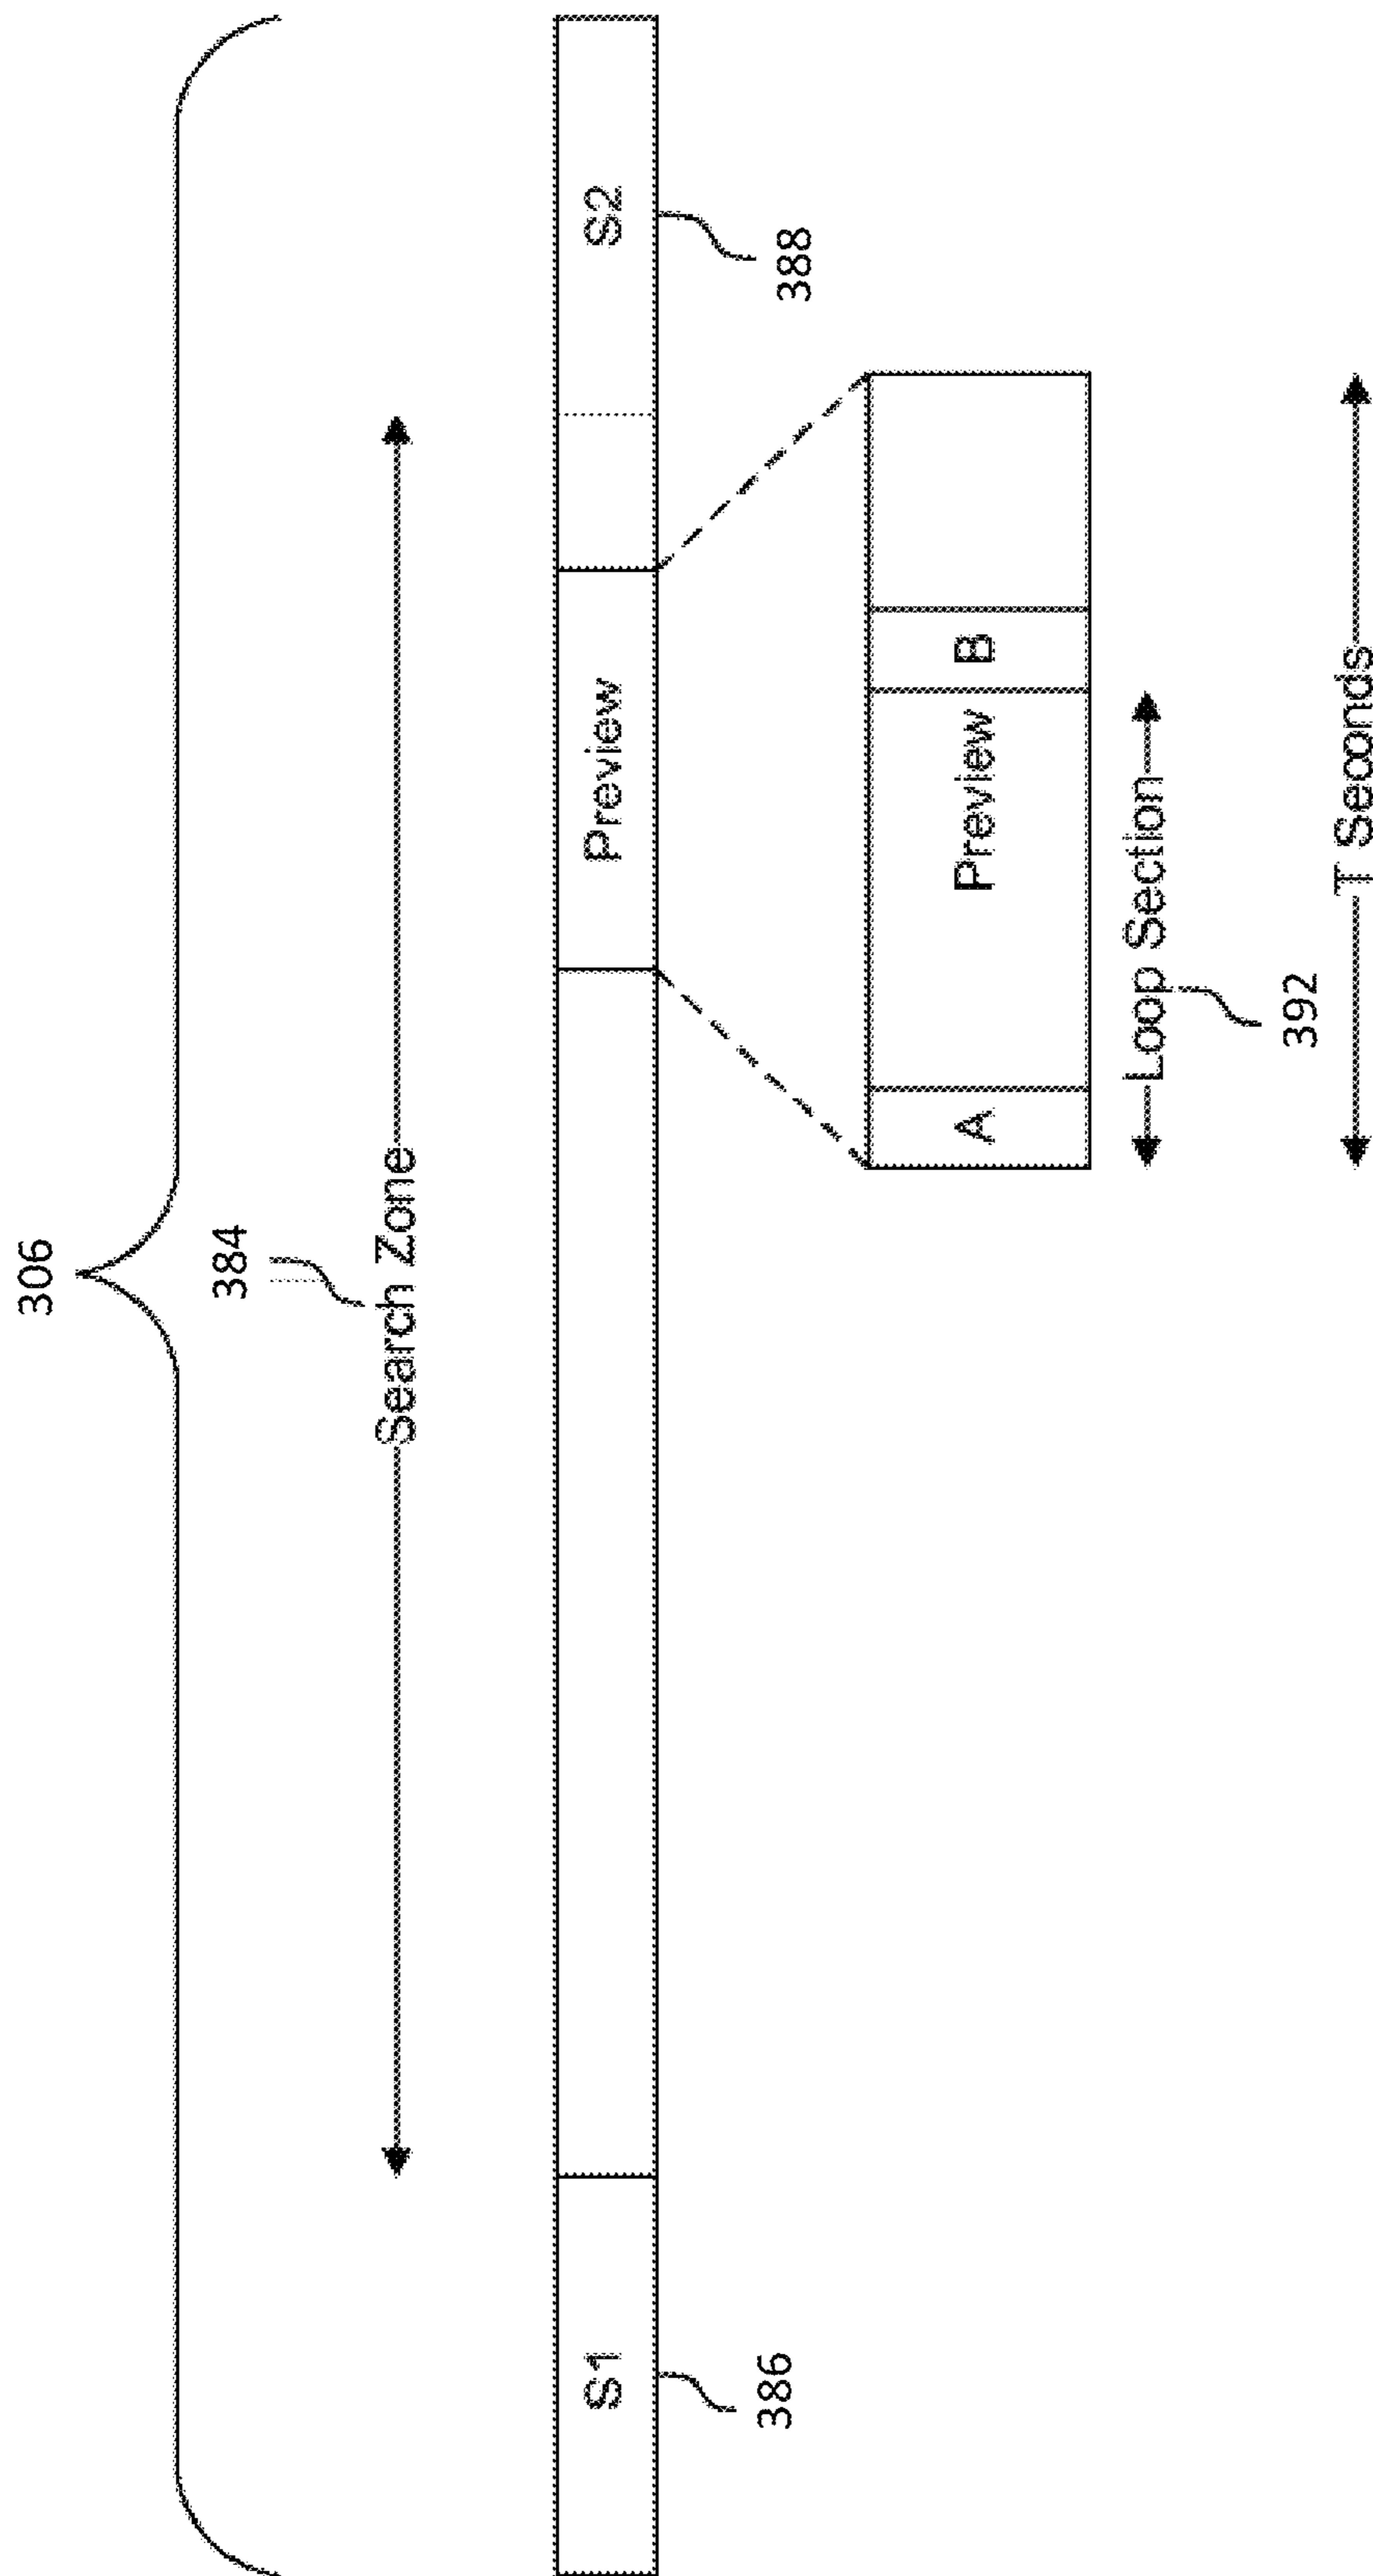 306
384
Search Zone
S1
Preview
S2
386
388
A
Preview
B
Loop Section
392
T Seconds